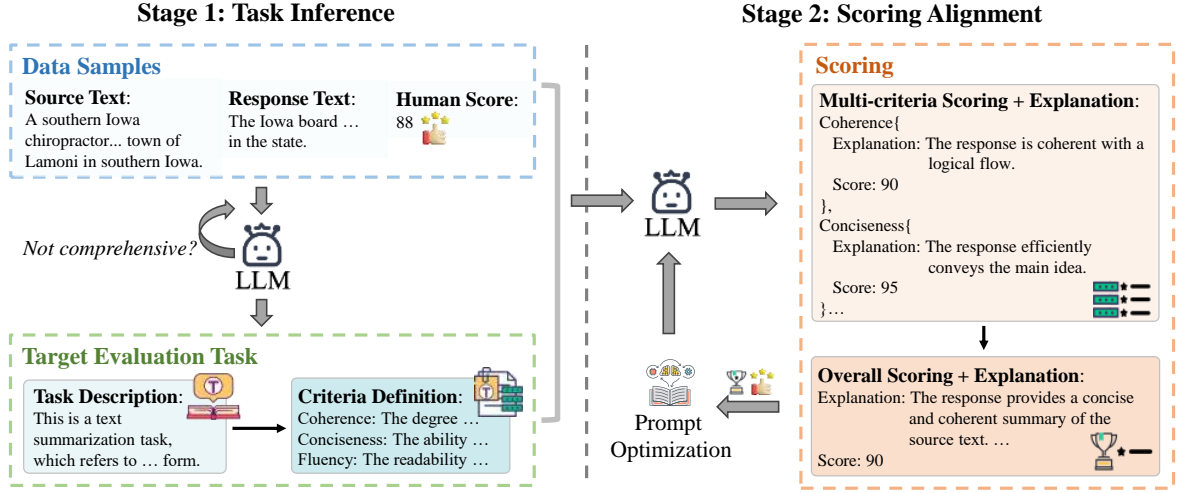 Stage 1: Task Inference
Stage 2: Scoring Alignment
Data Samples
Source Text:
A southern Iowa
chiropractor... town of
Lamoni in southern Iowa.
Response Text:
The Iowa board …
in the state.
Human Score:
88
Not comprehensive?
LLM
Target Evaluation Task
Task Description:
This is a text
summarization task,
which refers to … form.
T
Criteria Definition:
Coherence: The degree …
Conciseness: The ability …
Fluency: The readability …
T
LLM
Prompt
Optimization
Scoring
Multi-criteria Scoring + Explanation:
Coherence{
Explanation: The response is coherent with a
logical flow.
Score: 90
},
Conciseness{
Explanation: The response efficiently
conveys the main idea.
Score: 95
}…
Overall Scoring + Explanation:
Explanation: The response provides a concise
and coherent summary of the
source text. …
Score: 90